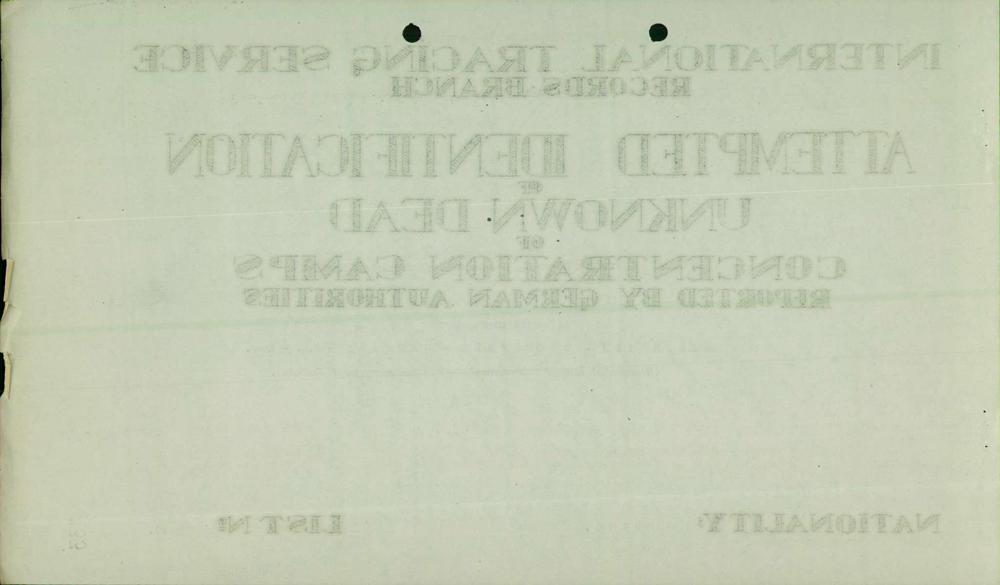 INTERNATIONAL TRACING SERVICE
RECORDS BRANCH
ATTEMPTED IDENTIFICATION
OF
UNKNOWN DEAD
OF
CONCENTRATION CAMPS
REPORTED BY GERMAN AUTHORITIES
NATIONALITY:
LIST Nº